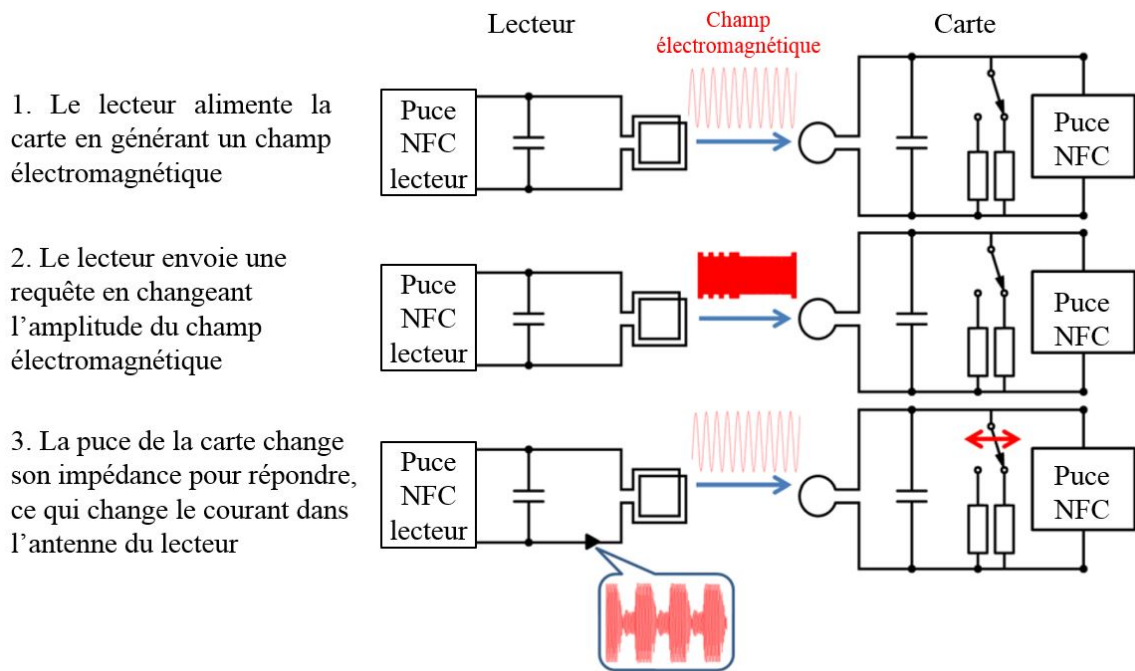 Lecteur
Champ
électromagnétique
Carte
1. Le lecteur alimente la
carte en générant un champ
électromagnétique
Puce
NFC
lecteur
Puce
NFC
2. Le lecteur envoie une
requête en changeant
l’amplitude du champ
électromagnétique
Puce
NFC
lecteur
Puce
NFC
3. La puce de la carte change
son impédance pour répondre,
ce qui change le courant dans
l’antenne du lecteur
Puce
NFC
lecteur
Puce
NFC